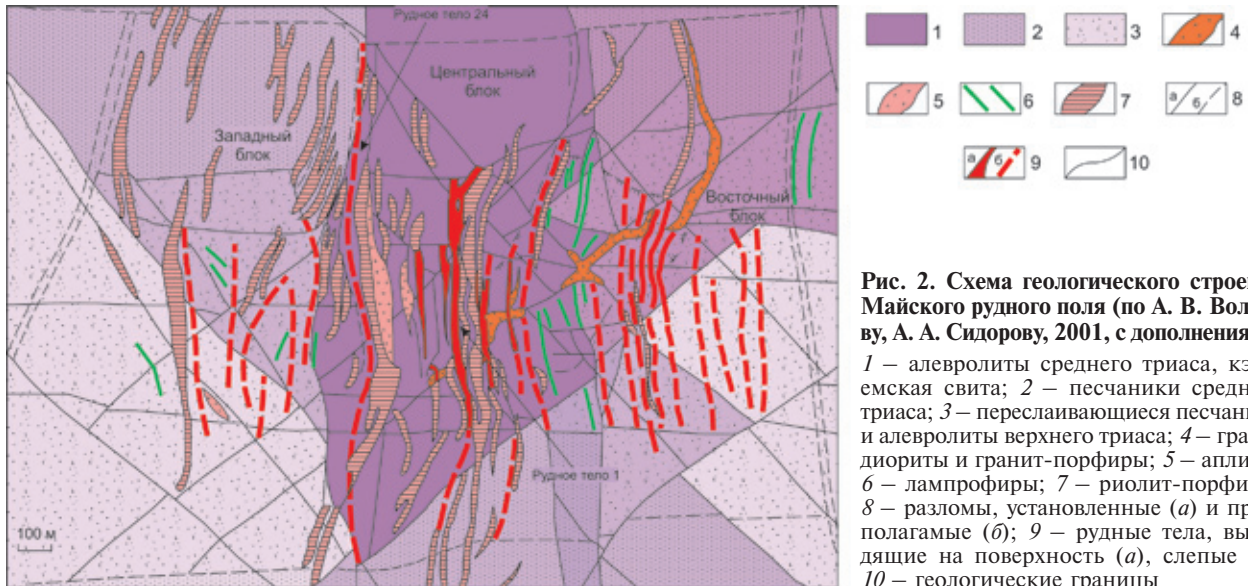 Рудное тело 24
Центральный
блок
Западный
блок
Восточный
блок
Рудное тело 1
100 м
1 2 3 4
5 6 а б 7 а б 8
а б 9 10
Рис. 2. Схема геологического строен
Майского рудного поля (по А. В. Вол
ву, А. А. Сидорову, 2001, с дополнения
1 – алевролиты среднего триаса, кэ
емская свита; 2 – песчаники средн
триаса; 3 – переслаивающиеся песчани
и алевролиты верхнего триаса; 4 – гра
диориты и гранит-порфиры; 5 – апли
6 – лампрофиры; 7 – риолит-порфи
8 – разломы, установленные (а) и пр
полагамые (б); 9 – рудные тела, вы
дящие на поверхность (а), слепые
10 – геологические границы